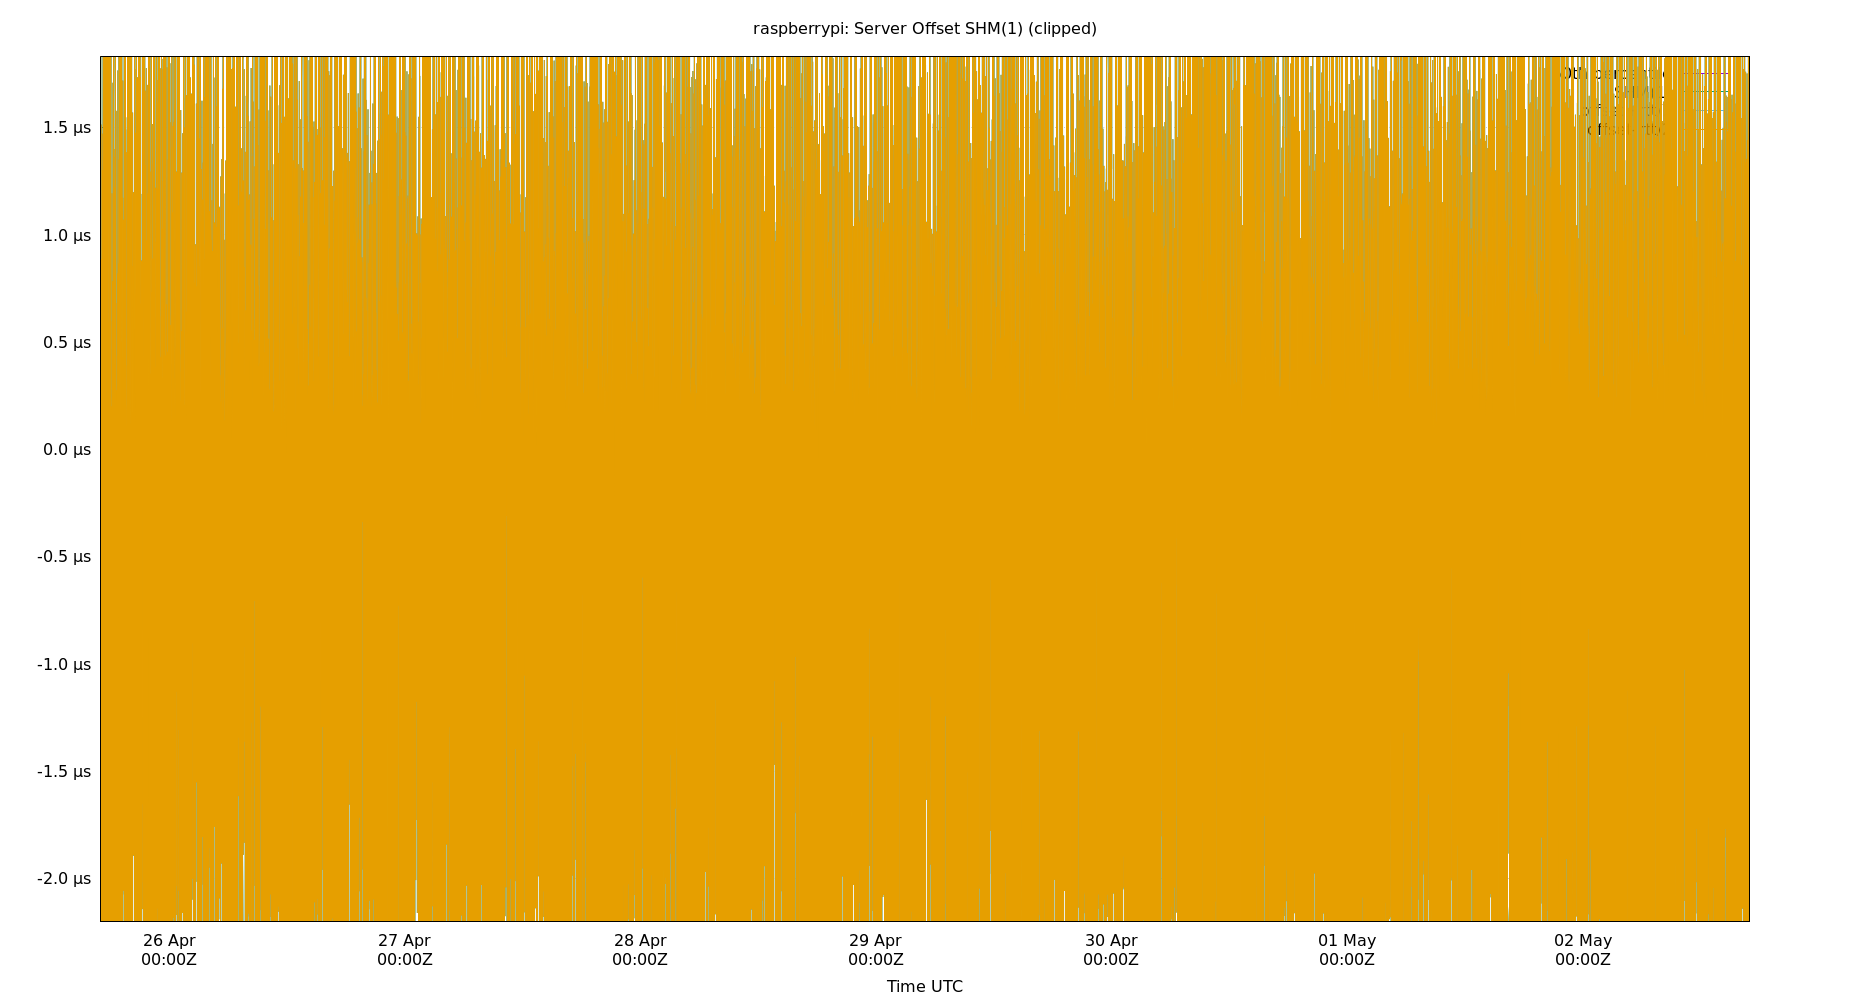 raspberrypi: Server Offset SHM(1) (clipped)
1.5 µs
1.0 µs
0.5 µs
0.0 µs
-0.5 µs
-1.0 µs
-1.5 µs
-2.0 µs
26 Apr 27 Apr 28 Apr 29 Apr 30 Apr 01 May 02 May
00:00Z 00:00Z 00:00Z 00:00Z 00:00Z 00:00Z 00:00Z
Time UTC